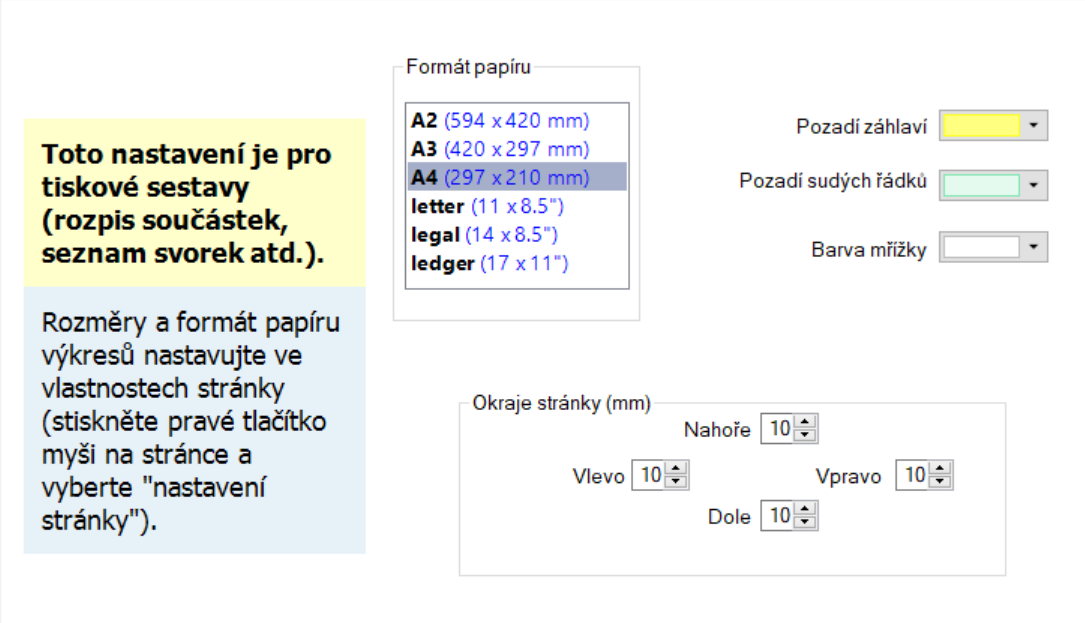 Toto nastavení je pro
tiskové sestavy
(rozpis součástek,
seznam svorek atd.).
Rozměry a formát papíru
výkresů nastavujte ve
vlastnostech stránky
(stiskněte pravé tlačítko
myši na stránce a
vyberte "nastavení
stránky").
Formát papíru
A2 (594 x 420 mm)
A3 (420 x 297 mm)
A4 (297 x 210 mm)
letter (11 x 8.5")
legal (14 x 8.5")
ledger (17 x 11")
Pozadí záhlaví
Pozadí sudých řádků
Barva mřížky
Okraje stránky (mm)
Nahoře 10
Vlevo 10 Vpravo 10
Dole 10